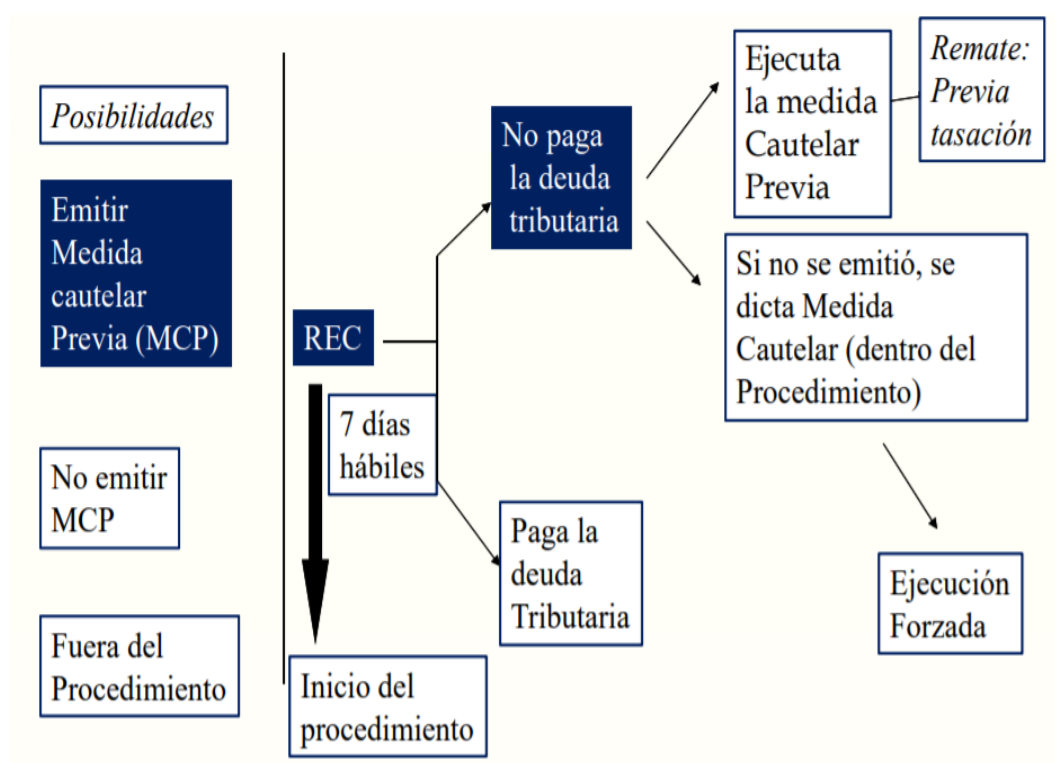 Posibilidades
Emitir
Medida
cautelar
Previa (MCP)
No emitir
MCP
Fuera del
Procedimiento
REC
7 días
hábiles
Inicio del
procedimiento
No paga
la deuda
tributaria
Paga la
deuda
Tributaria
Ejecuta
la medida
Cautelar
Previa
Remate:
Previa
tasación
Si no se emitió, se
dicta Medida
Cautelar (dentro del
Procedimiento)
Ejecución
Forzada